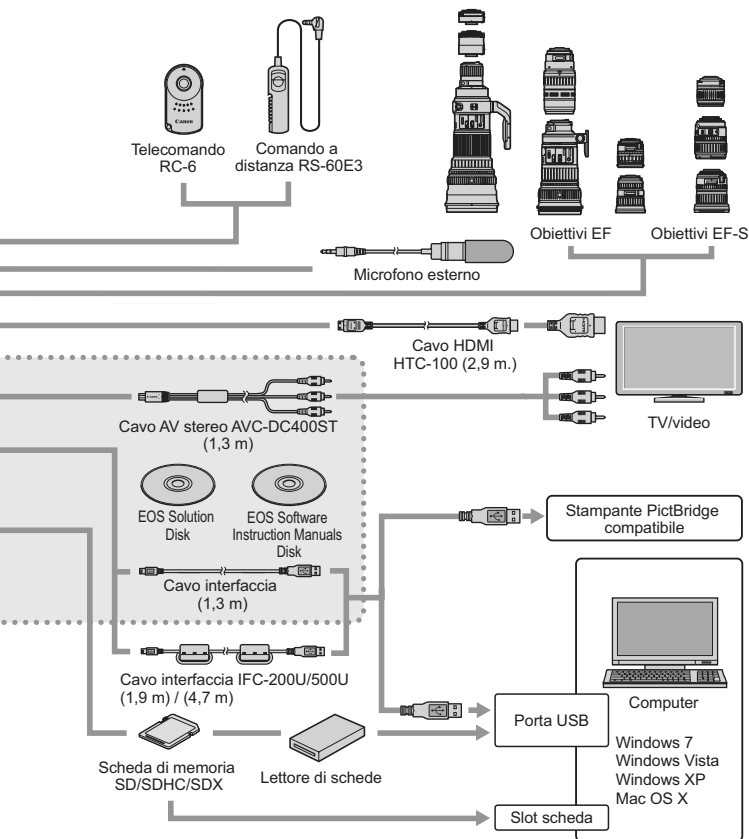 Canon
Telecomando
RC-6
Comando a
distanza RS-60E3
Obiettivi EF
Obiettivi EF-S
Microfono esterno
Cavo HDMI
HTC-100 (2,9 m.)
TV/video
Cavo AV stereo AVC-DC400ST
(1,3 m)
EOS Solution
Disk
EOS Software
Instruction Manuals
Disk
Stampante PictBridge
compatibile
Cavo interfaccia
(1,3 m)
Cavo interfaccia IFC-200U/500U
(1,9 m) / (4,7 m)
Computer
Porta USB
Windows 7
Windows Vista
Windows XP
Mac OS X
Scheda di memoria
SD/SDHC/SDX
Lettore di schede
Slot scheda